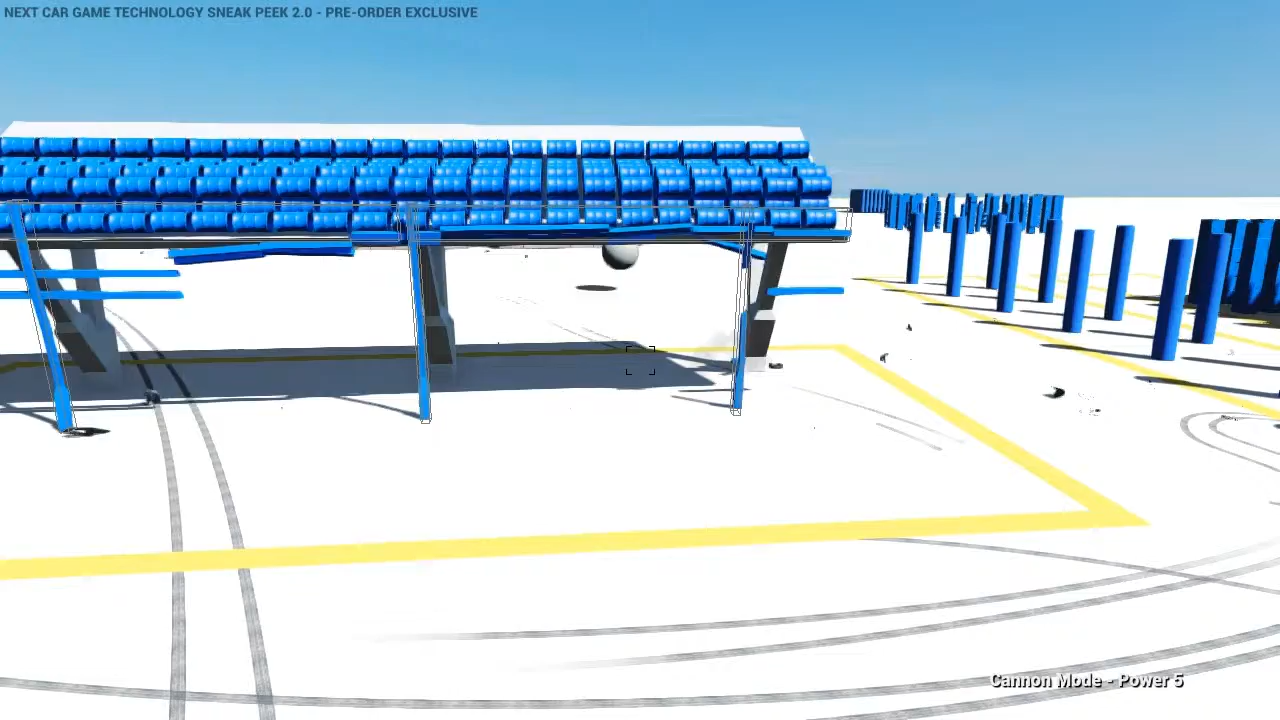 NEXT CAR GAME TECHNOLOGY SNEAK PEEK 2.0 - PRE-ORDER EXCLUSIVE
Cannon Mode - Power 5